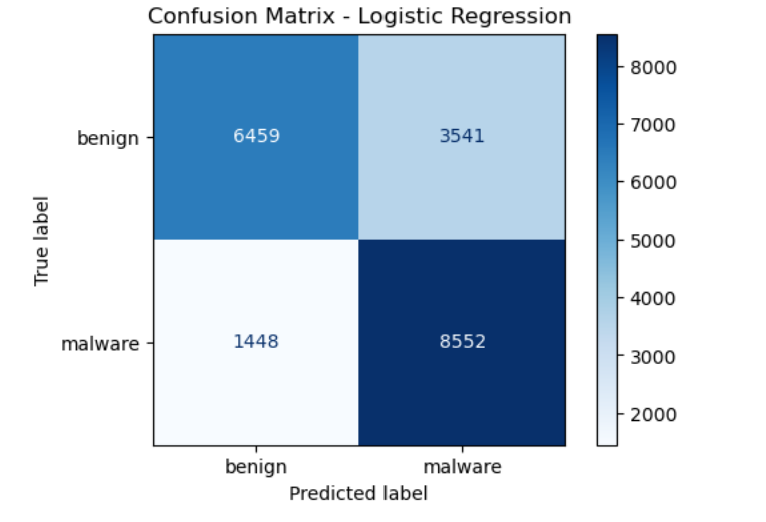 Confusion Matrix - Logistic Regression
benign
6459
3541
malware
1448
8552
True label
benign
malware
Predicted label
8000
7000
6000
5000
4000
3000
2000